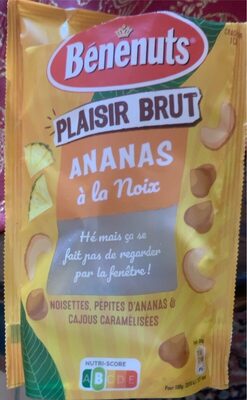 Bénénuts
PLAISIR BRUT
ANANAS
à la Noix
Hé mais ça se
fait pas de regarder
par la fenêtre !
NOISETTES, PÉPITES D'ANANAS &
CAJOUS CARAMÉLISÉES
NUTRI-SCORE
A B C D E